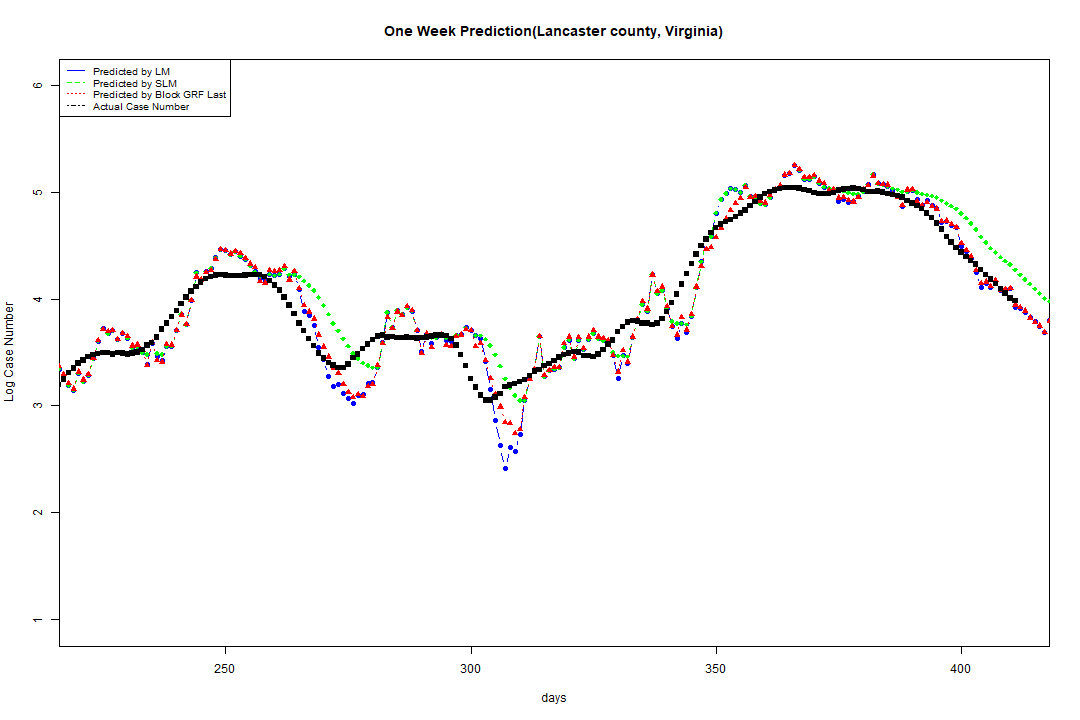 One Week Prediction(Lancaster county, Virginia)
Predicted by LM
Predicted by SLM
Predicted by Block GRF Last
Actual Case Number
6
5
4
3
2
1
Log Case Number
250 300 350 400
days